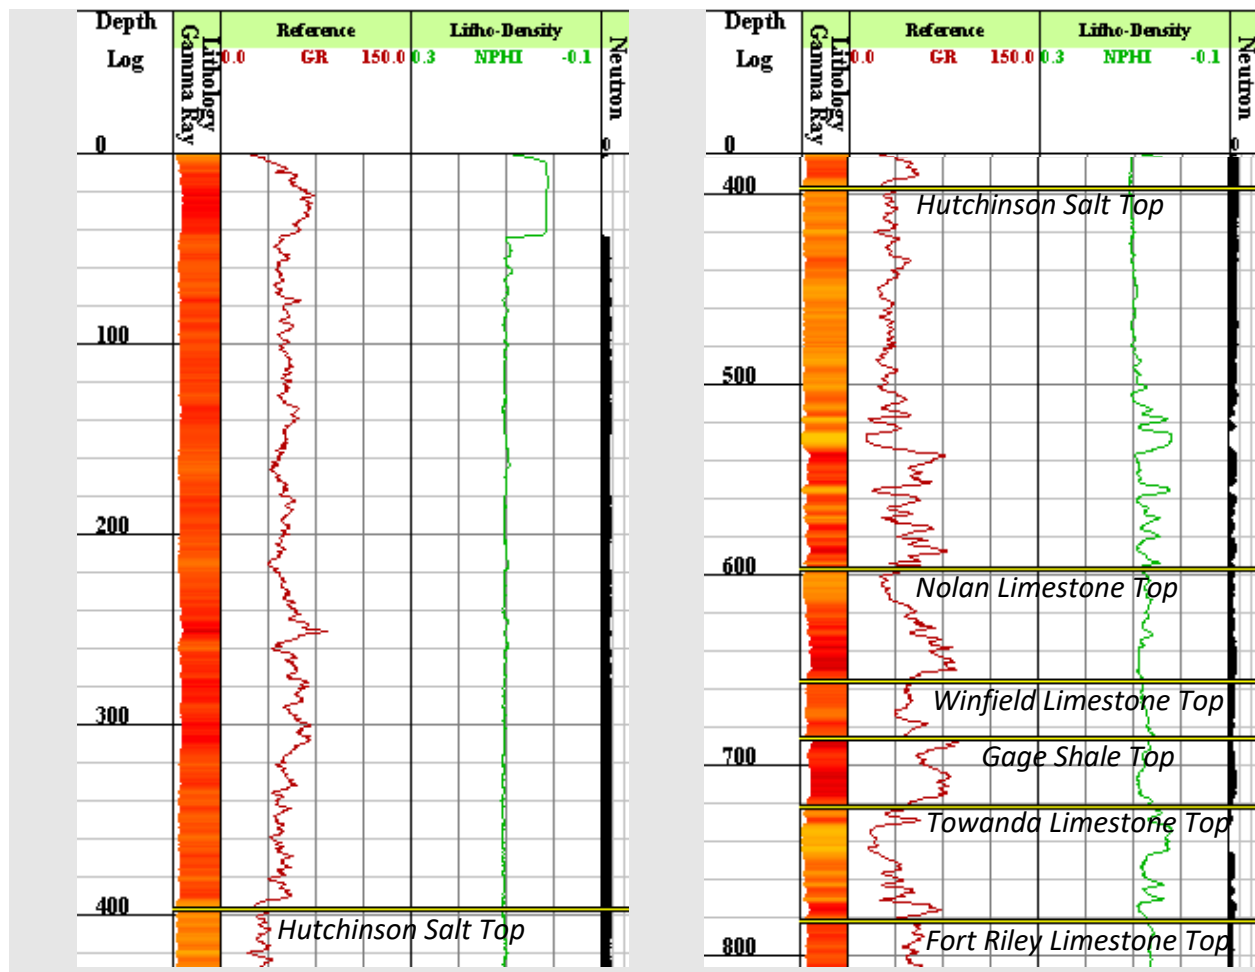 Depth
Log
Lithology
Gamma Ray
Reference
0.0 GR 150.0
Litho-Density
0.3 NPHI -0.1
Neutron
0
0
100
200
300
400
Hutchinson Salt Top
Depth
Log
Lithology
Gamma Ray
Reference
0.0 GR 150.0
Litho-Density
0.3 NPHI -0.1
Neutron
0
0
400
Hutchinson Salt Top
500
600
Nolan Limestone Top
Winfield Limestone Top
700
Gage Shale Top
Towanda Limestone Top
Fort Riley Limestone Top
800